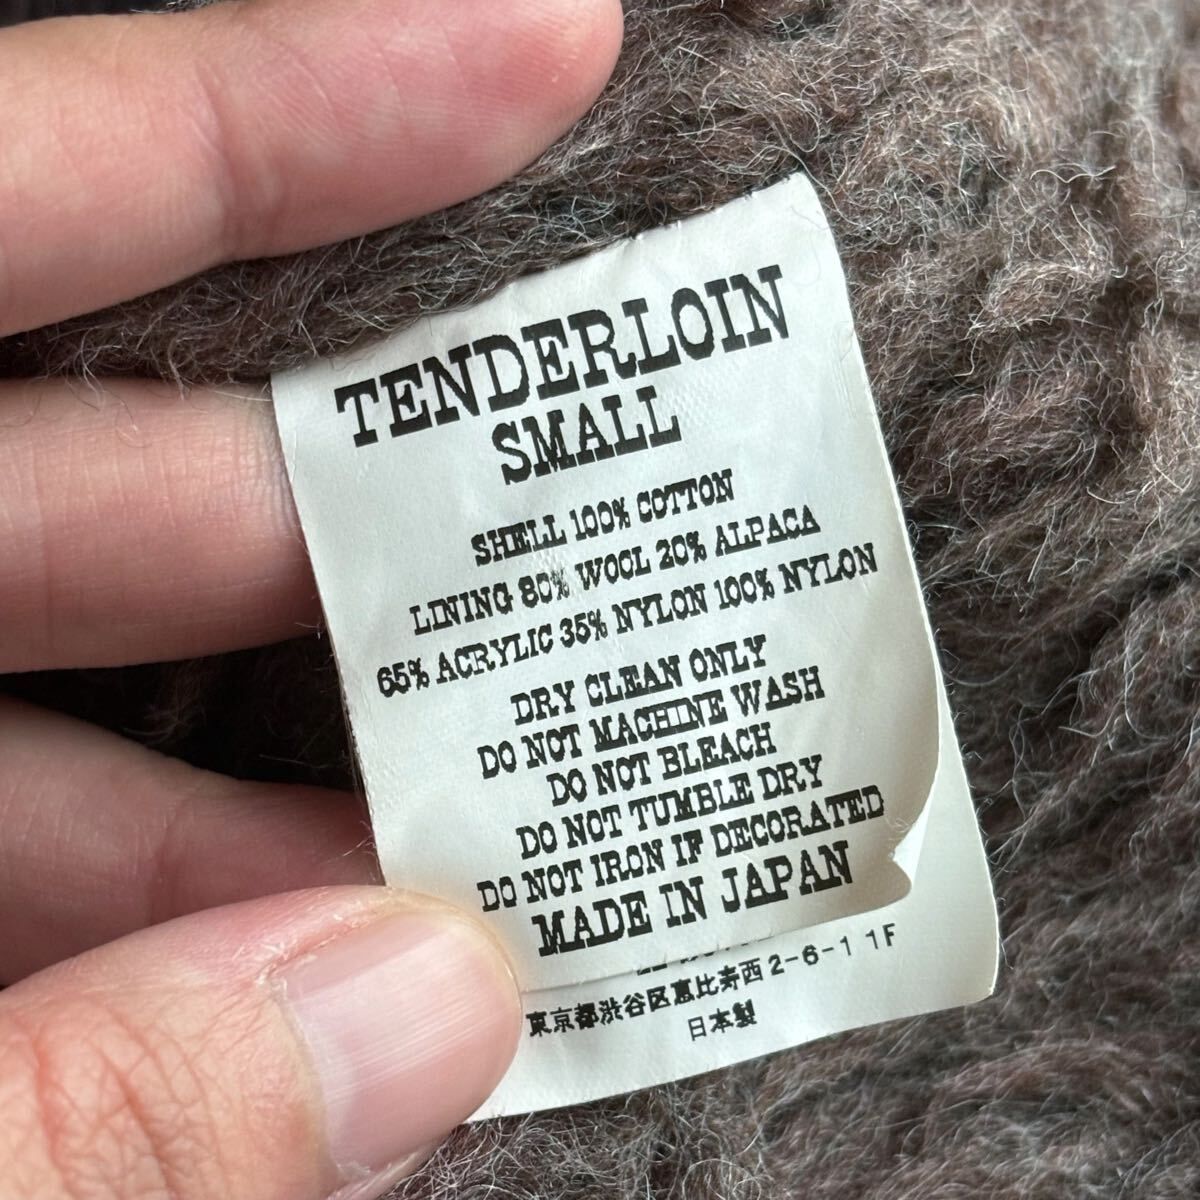 TENDERLOIN
SMALL
SHELL 100% COTTON
LINING 80% WOOL 20% ALPACA
65% ACRYLIC 35% NYLON 100% NYLON
DRY CLEAN ONLY
DO NOT MACHINE WASH
DO NOT BLEACH
DO NOT TUMBLE DRY
DO NOT IRON IF DECORATED
MADE IN JAPAN
東京都渋谷区恵比寿西2-6-1 1F
日本製